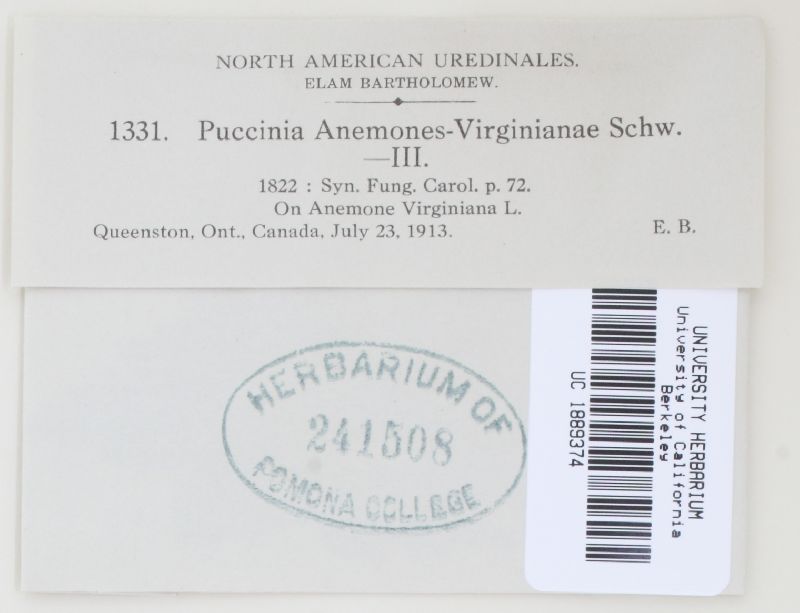 NORTH AMERICAN UREDINALES.
ELAM BARTHOLOMEW.
1331. Puccinia Anemones-Virginianae Schw.
—III.
1822 : Syn. Fung. Carol. p. 72.
On Anemone Virginiana L.
Queenston, Ont., Canada, July 23, 1913. E. B.
HERBARIUM OF
241508
POMONA COLLEGE
UNIVERSITY HERBARIUM
University of California
Berkeley
UC 1889374